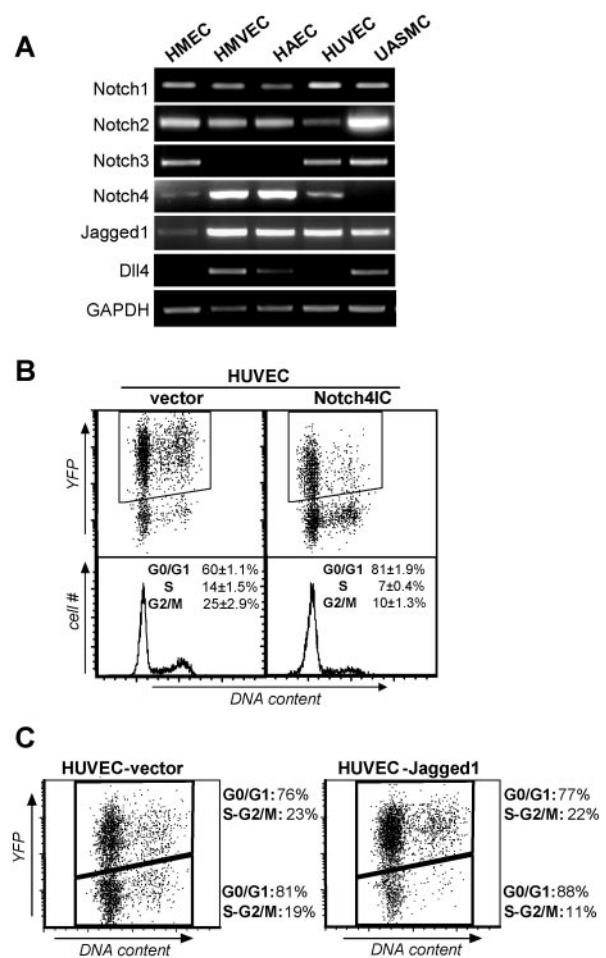 A
HMEC HMVEC HAEC HUVEC UASMC
Notch1
Notch2
Notch3
Notch4
Jagged1
Dll4
GAPDH
B
HUVEC
vector Notch4IC
YFP
G0/G1 60±1.1% G0/G1 81±1.9%
S 14±1.5% S 7±0.4%
G2/M 25±2.9% G2/M 10±1.3%
cell #
DNA content
C
HUVEC-vector HUVEC-Jagged1
G0/G1: 76% G0/G1: 77%
S-G2/M: 23% S-G2/M: 22%
YFP
G0/G1: 81% G0/G1: 88%
S-G2/M: 19% S-G2/M: 11%
DNA content DNA content